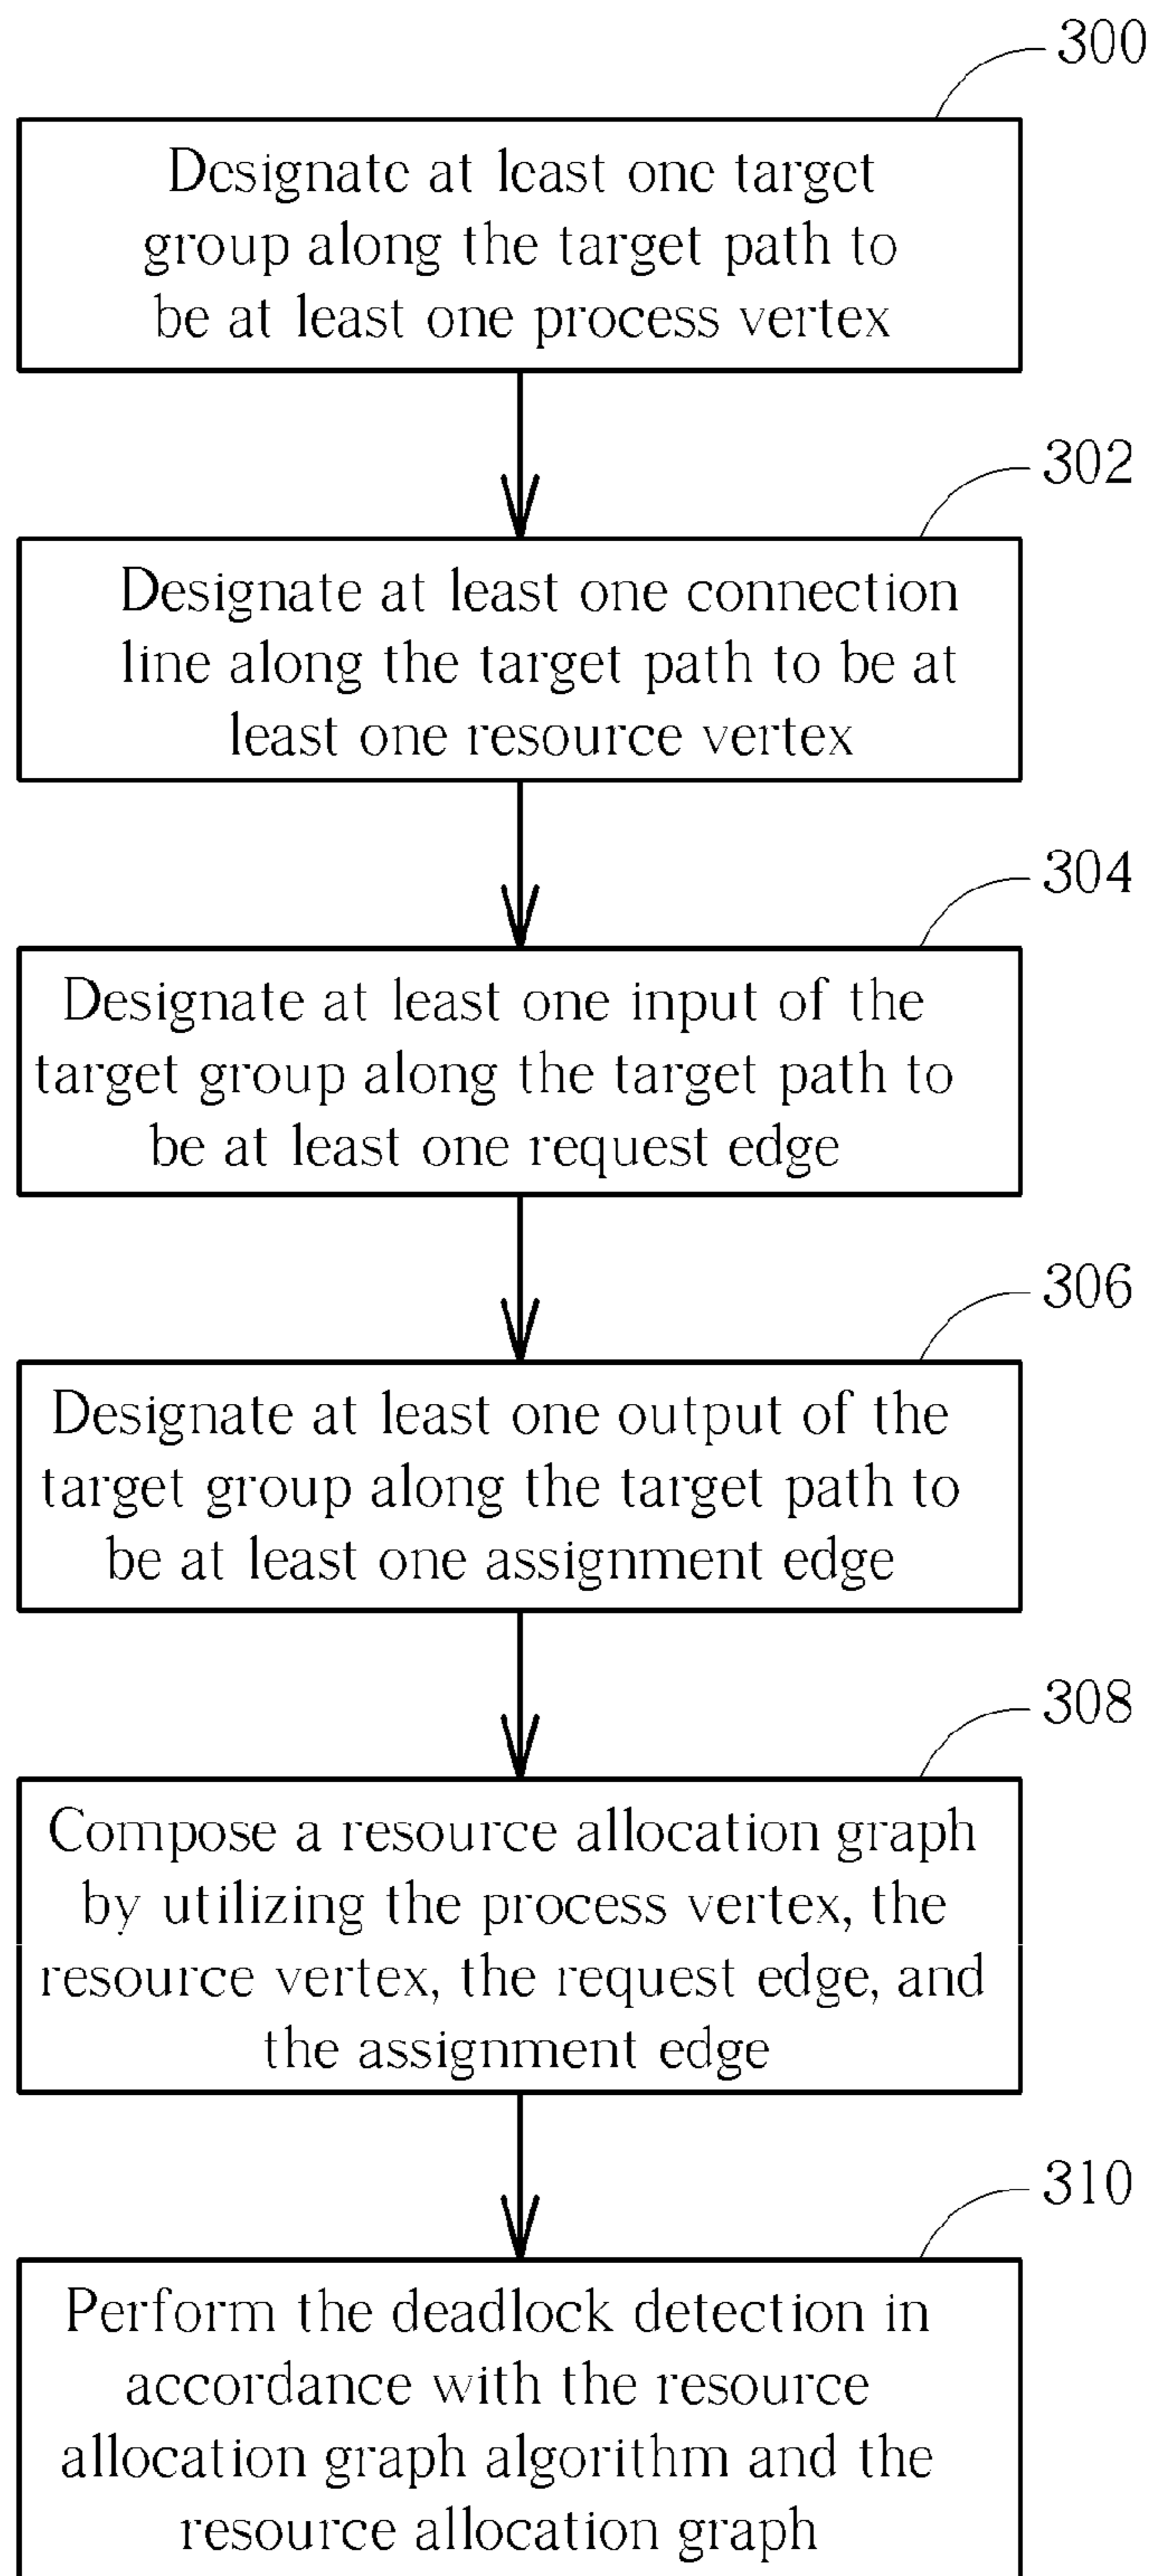 300
Designate at least one target
group along the target path to
be at least one process vertex
302
Designate at least one connection
line along the target path to be at
least one resource vertex
304
Designate at least one input of the
target group along the target path to
be at least one request edge
306
Designate at least one output of the
target group along the target path to
be at least one assignment edge
308
Compose a resource allocation graph
by utilizing the process vertex, the
resource vertex, the request edge, and
the assignment edge
310
Perform the deadlock detection in
accordance with the resource
allocation graph algorithm and the
resource allocation graph